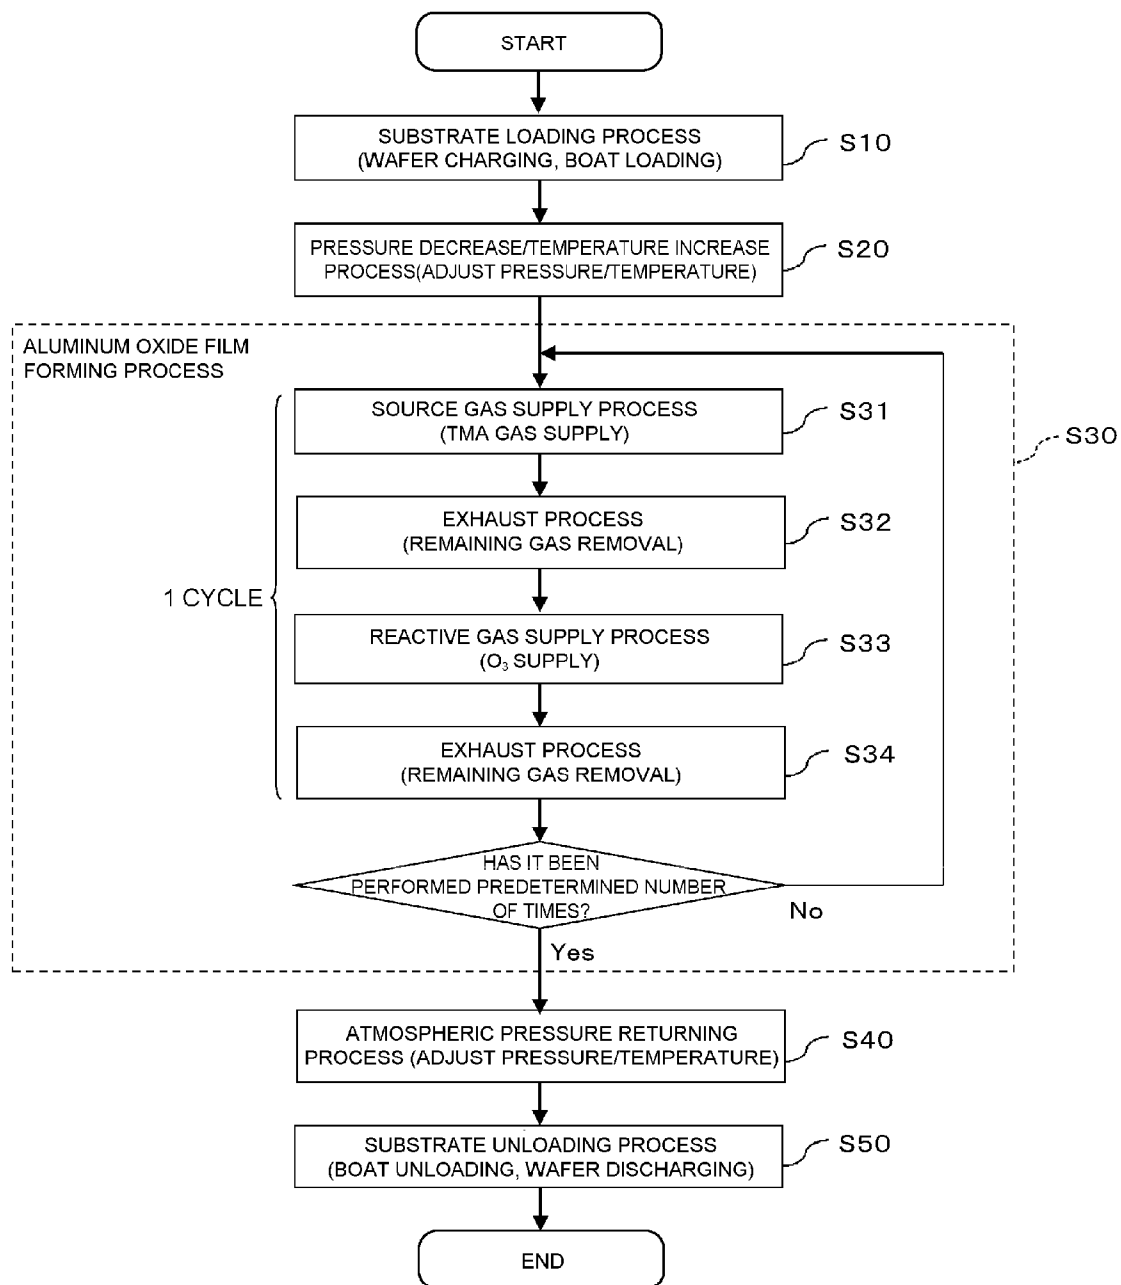 START
SUBSTRATE LOADING PROCESS
(WAFER CHARGING, BOAT LOADING)
S10
PRESSURE DECREASE/TEMPERATURE INCREASE
PROCESS(ADJUST PRESSURE/TEMPERATURE)
S20
ALUMINUM OXIDE FILM
FORMING PROCESS
S30
1 CYCLE
SOURCE GAS SUPPLY PROCESS
(TMA GAS SUPPLY)
S31
EXHAUST PROCESS
(REMAINING GAS REMOVAL)
S32
REACTIVE GAS SUPPLY PROCESS
(O₃ SUPPLY)
S33
EXHAUST PROCESS
(REMAINING GAS REMOVAL)
S34
HAS IT BEEN
PERFORMED PREDETERMINED NUMBER
OF TIMES?
No
Yes
ATMOSPHERIC PRESSURE RETURNING
PROCESS (ADJUST PRESSURE/TEMPERATURE)
S40
SUBSTRATE UNLOADING PROCESS
(BOAT UNLOADING, WAFER DISCHARGING)
S50
END